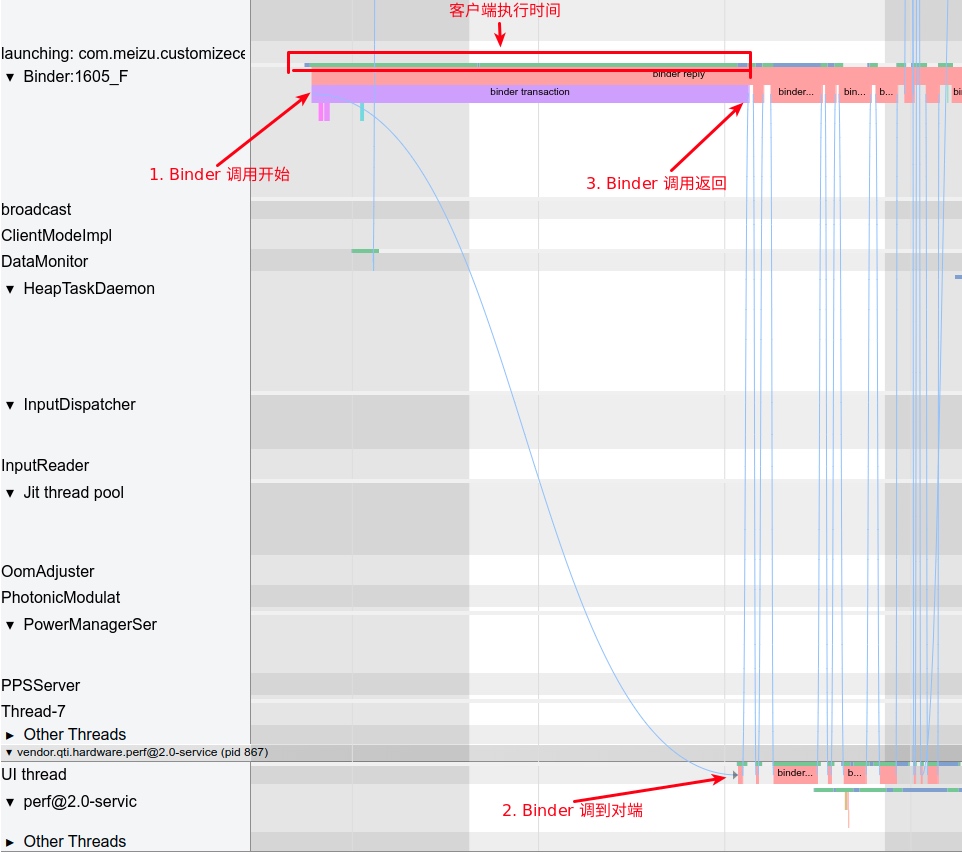 客户端执行时间
launching: com.meizu.customizece
▼ Binder:1605_F
binder reply
binder transaction
binder...
bin...
b...
bi
1. Binder 调用开始
3. Binder 调用返回
broadcast
ClientModeImpl
DataMonitor
▼ HeapTaskDaemon
▼ InputDispatcher
InputReader
▼ Jit thread pool
OomAdjuster
PhotonicModulat
▼ PowerManagerSer
PPSServer
Thread-7
► Other Threads
▼ vendor.qti.hardware.perf@2.0-service (pid 867)
UI thread
binder...
b...
▼ perf@2.0-servic
2. Binder 调到对端
► Other Threads